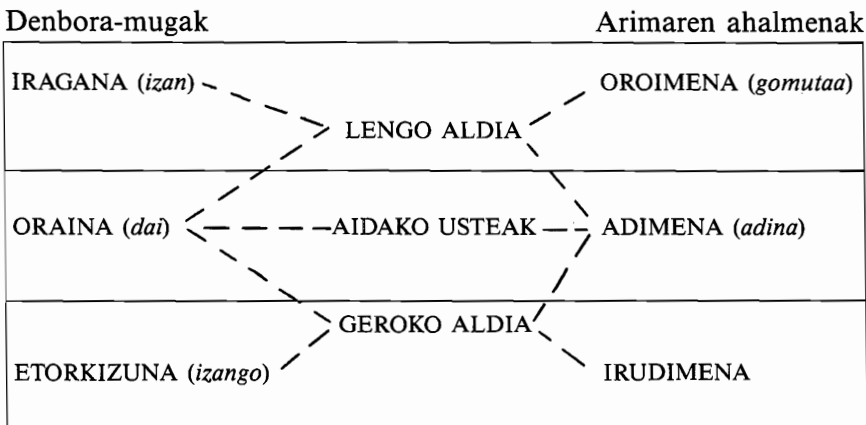 Denbora-mugak Arimaren ahalmenak
IRAGANA (izan) OROIMENA (gomutaa)
LENGO ALDIA
ORAINA (dai) AIDAKO USTEAK ADIMENA (adina)
GEROKO ALDIA
ETORKIZUNA (izango) IRUDIMENA